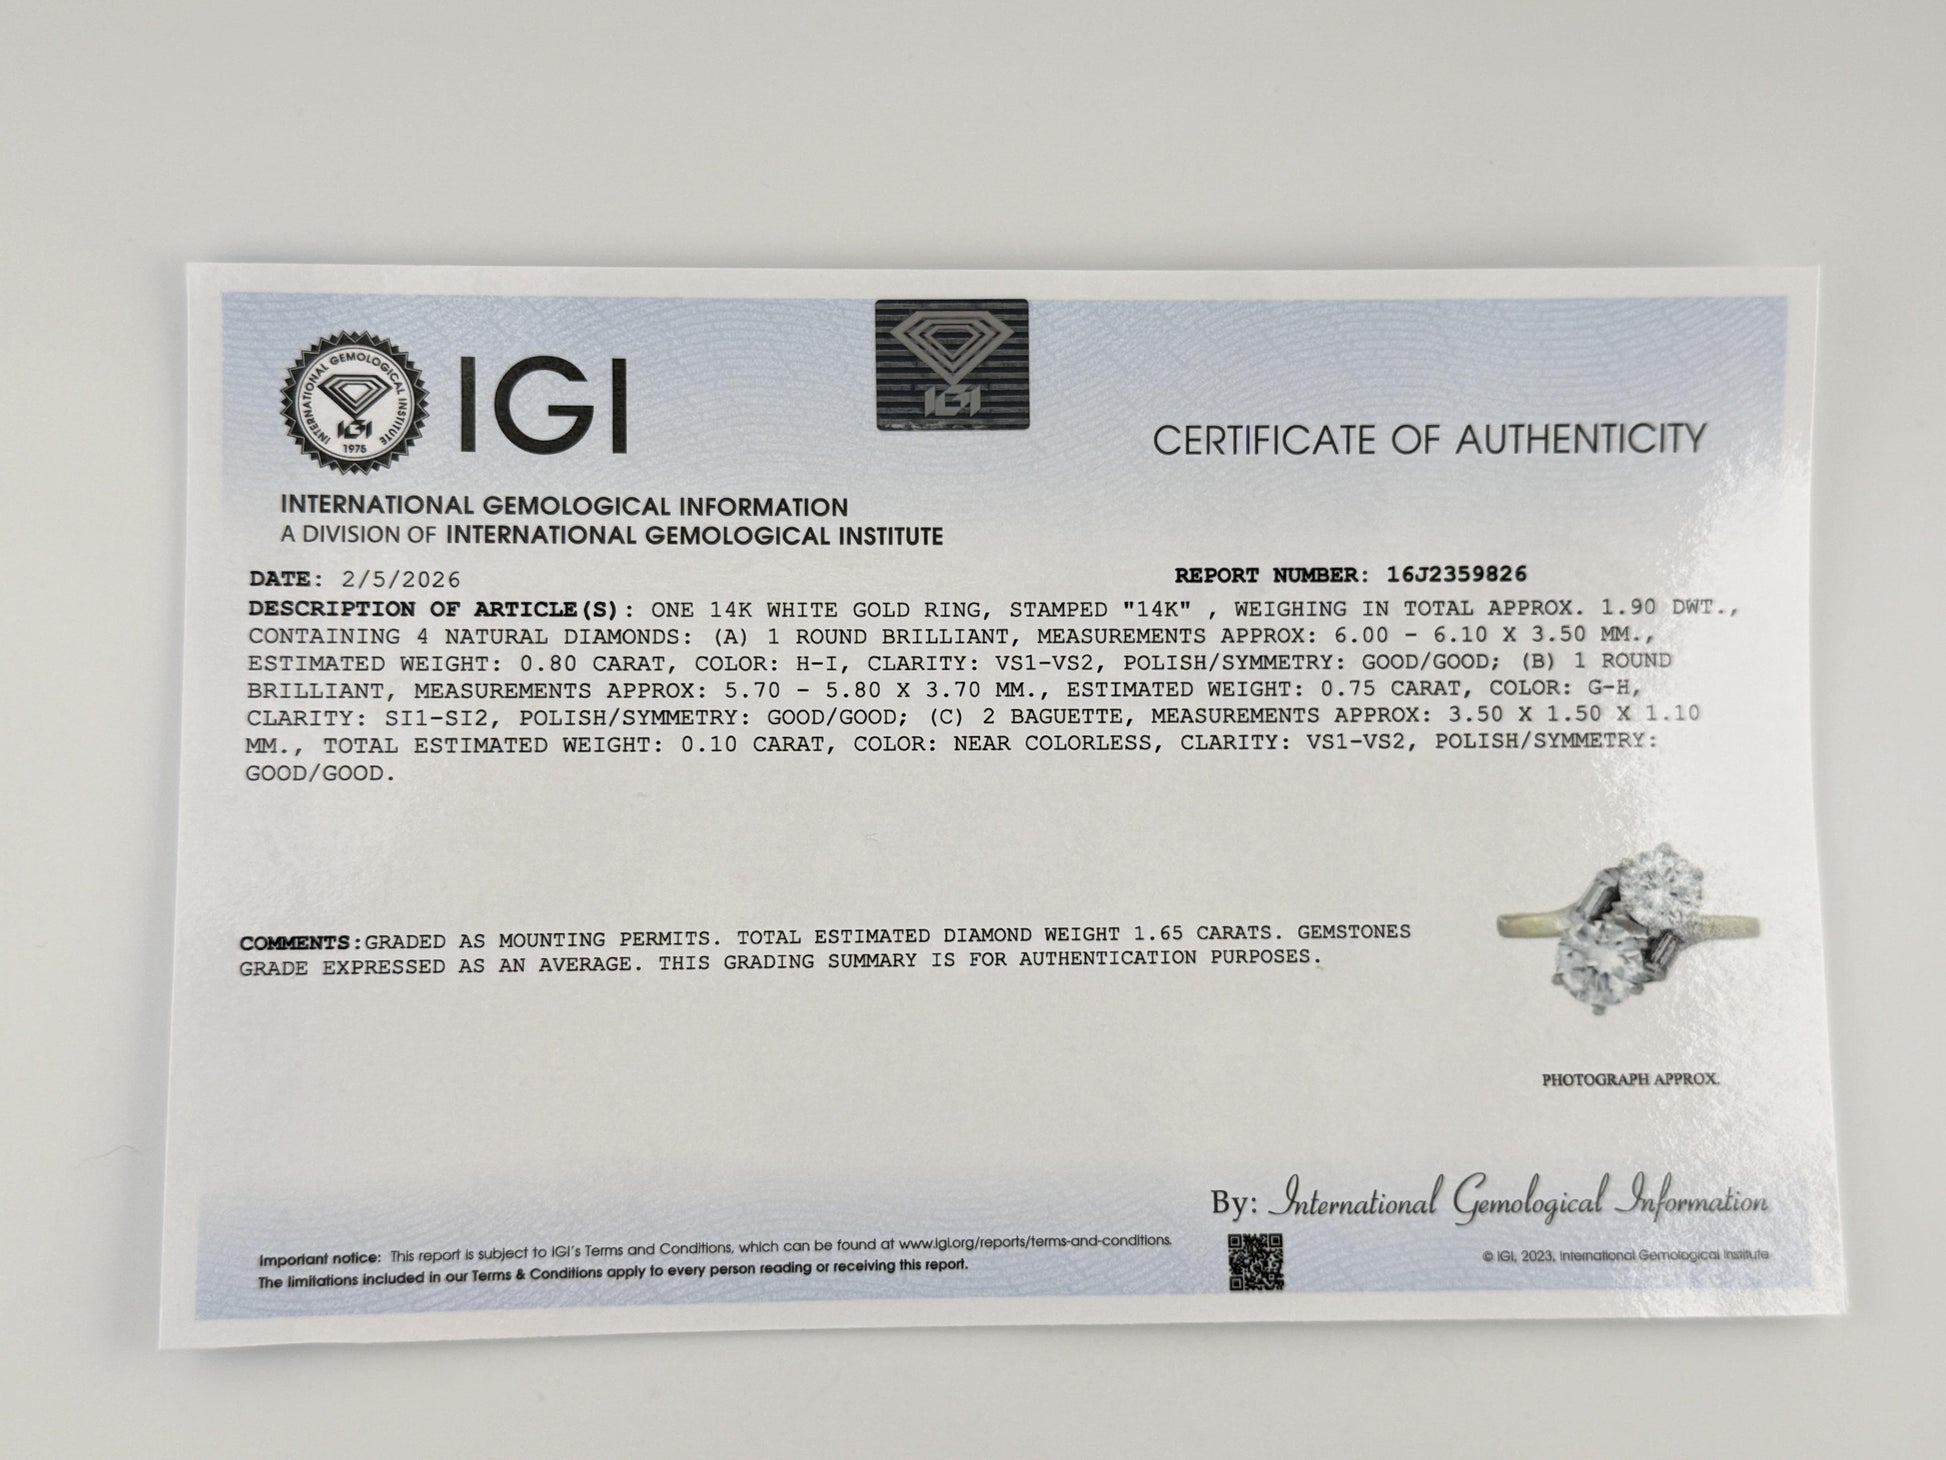 INTERNATIONAL GEMOLOGICAL INSTITUTE
IGI
1975
IGI
IGI
CERTIFICATE OF AUTHENTICITY
INTERNATIONAL GEMOLOGICAL INFORMATION
A DIVISION OF INTERNATIONAL GEMOLOGICAL INSTITUTE
DATE: 2/5/2026
REPORT NUMBER: 16J2359826
DESCRIPTION OF ARTICLE(S): ONE 14K WHITE GOLD RING, STAMPED "14K" , WEIGHING IN TOTAL APPROX. 1.90 DWT.,
CONTAINING 4 NATURAL DIAMONDS: (A) 1 ROUND BRILLIANT, MEASUREMENTS APPROX: 6.00 - 6.10 X 3.50 MM.,
ESTIMATED WEIGHT: 0.80 CARAT, COLOR: H-I, CLARITY: VS1-VS2, POLISH/SYMMETRY: GOOD/GOOD; (B) 1 ROUND
BRILLIANT, MEASUREMENTS APPROX: 5.70 - 5.80 X 3.70 MM., ESTIMATED WEIGHT: 0.75 CARAT, COLOR: G-H,
CLARITY: SI1-SI2, POLISH/SYMMETRY: GOOD/GOOD; (C) 2 BAGUETTE, MEASUREMENTS APPROX: 3.50 X 1.50 X 1.10
MM., TOTAL ESTIMATED WEIGHT: 0.10 CARAT, COLOR: NEAR COLORLESS, CLARITY: VS1-VS2, POLISH/SYMMETRY:
GOOD/GOOD.
COMMENTS:GRADED AS MOUNTING PERMITS. TOTAL ESTIMATED DIAMOND WEIGHT 1.65 CARATS. GEMSTONES
GRADE EXPRESSED AS AN AVERAGE. THIS GRADING SUMMARY IS FOR AUTHENTICATION PURPOSES.
PHOTOGRAPH APPROX.
By: International Gemological Information
Important notice: This report is subject to IGI's Terms and Conditions, which can be found at www.igi.org/reports/terms-and-conditions.
The limitations included in our Terms & Conditions apply to every person reading or receiving this report.
© IGI, 2023, International Gemological Institute